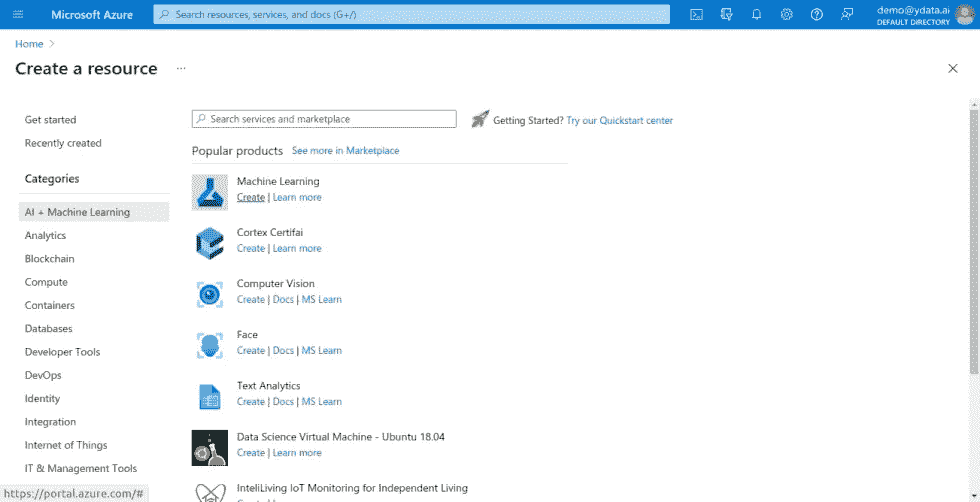 Microsoft Azure
Search resources, services, and docs (G+/)
demo@ydata.ai
DEFAULT DIRECTORY
Home
Create a resource
...
Get started
Recently created
Categories
AI + Machine Learning
Analytics
Blockchain
Compute
Containers
Databases
Developer Tools
DevOps
Identity
Integration
Internet of Things
IT & Management Tools
Search services and marketplace
Getting Started? Try our Quickstart center
Popular products See more in Marketplace
Machine Learning
Create | Learn more
Cortex Certifai
Create | Learn more
Computer Vision
Create | Docs | MS Learn
Face
Create | Docs | MS Learn
Text Analytics
Create | Docs | MS Learn
Data Science Virtual Machine - Ubuntu 18.04
Create | Learn more
InteliLiving IoT Monitoring for Independent Living
https://portal.azure.com/#